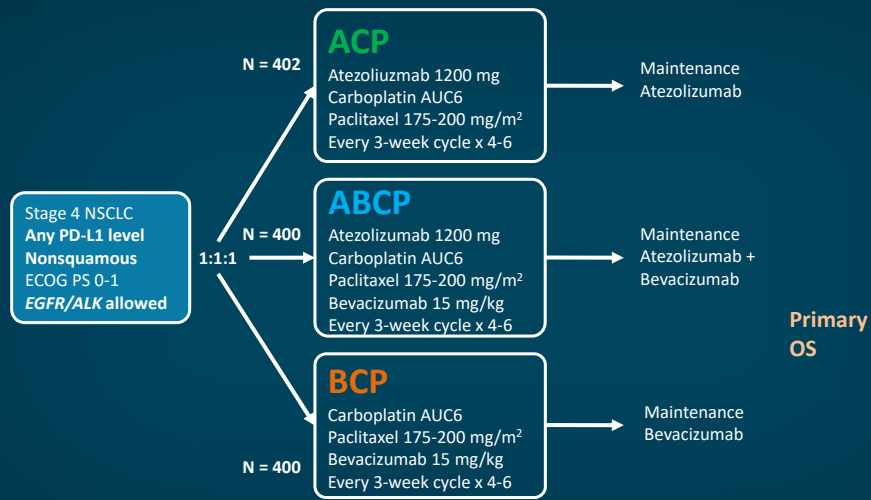 Stage 4 NSCLC
Any PD-L1 level
Nonsquamous
ECOG PS 0-1
EGFR/ALK allowed
1:1:1
N = 402
ACP
Atezoliuzmab 1200 mg
Carboplatin AUC6
Paclitaxel 175-200 mg/m²
Every 3-week cycle x 4-6
Maintenance
Atezolizumab
N = 400
ABCP
Atezolizumab 1200 mg
Carboplatin AUC6
Paclitaxel 175-200 mg/m²
Bevacizumab 15 mg/kg
Every 3-week cycle x 4-6
Maintenance
Atezolizumab +
Bevacizumab
N = 400
BCP
Carboplatin AUC6
Paclitaxel 175-200 mg/m²
Bevacizumab 15 mg/kg
Every 3-week cycle x 4-6
Maintenance
Bevacizumab
Primary
OS